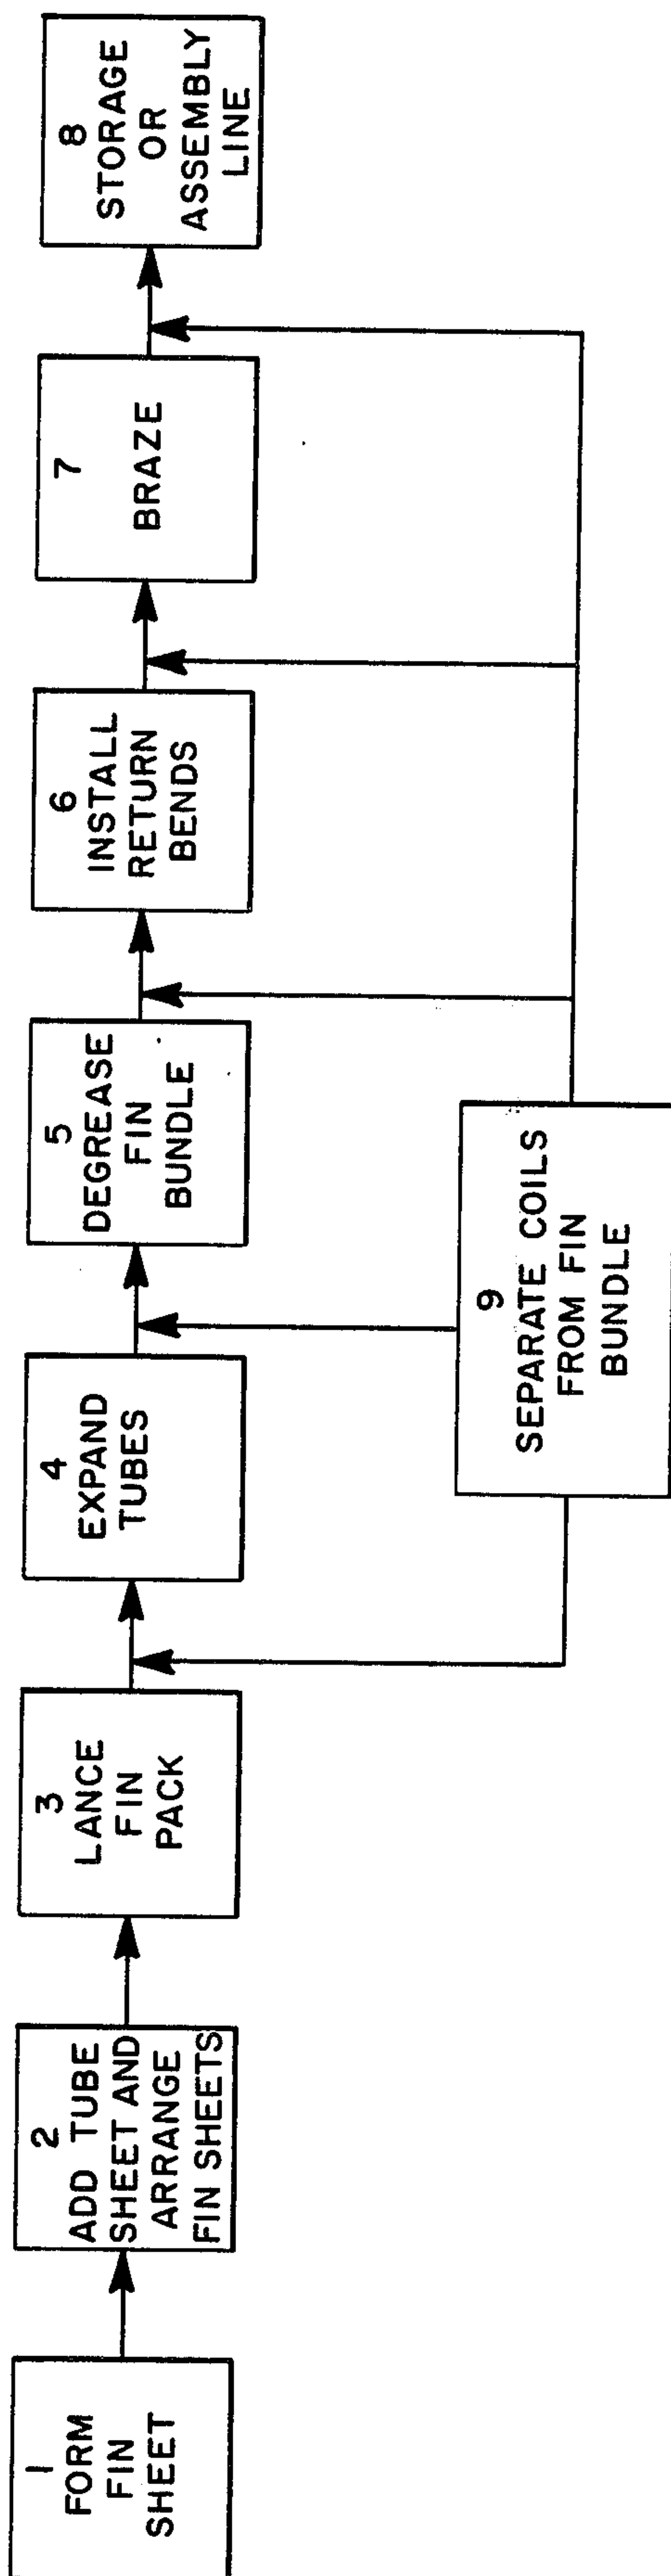 1
FORM
FIN
SHEET
2
ADD TUBE
SHEET AND
ARRANGE
FIN SHEETS
3
LANCE
FIN
PACK
4
EXPAND
TUBES
5
DEGREASE
FIN
BUNDLE
6
INSTALL
RETURN
BENDS
7
BRAZE
8
STORAGE
OR
ASSEMBLY
LINE
9
SEPARATE COILS
FROM FIN
BUNDLE